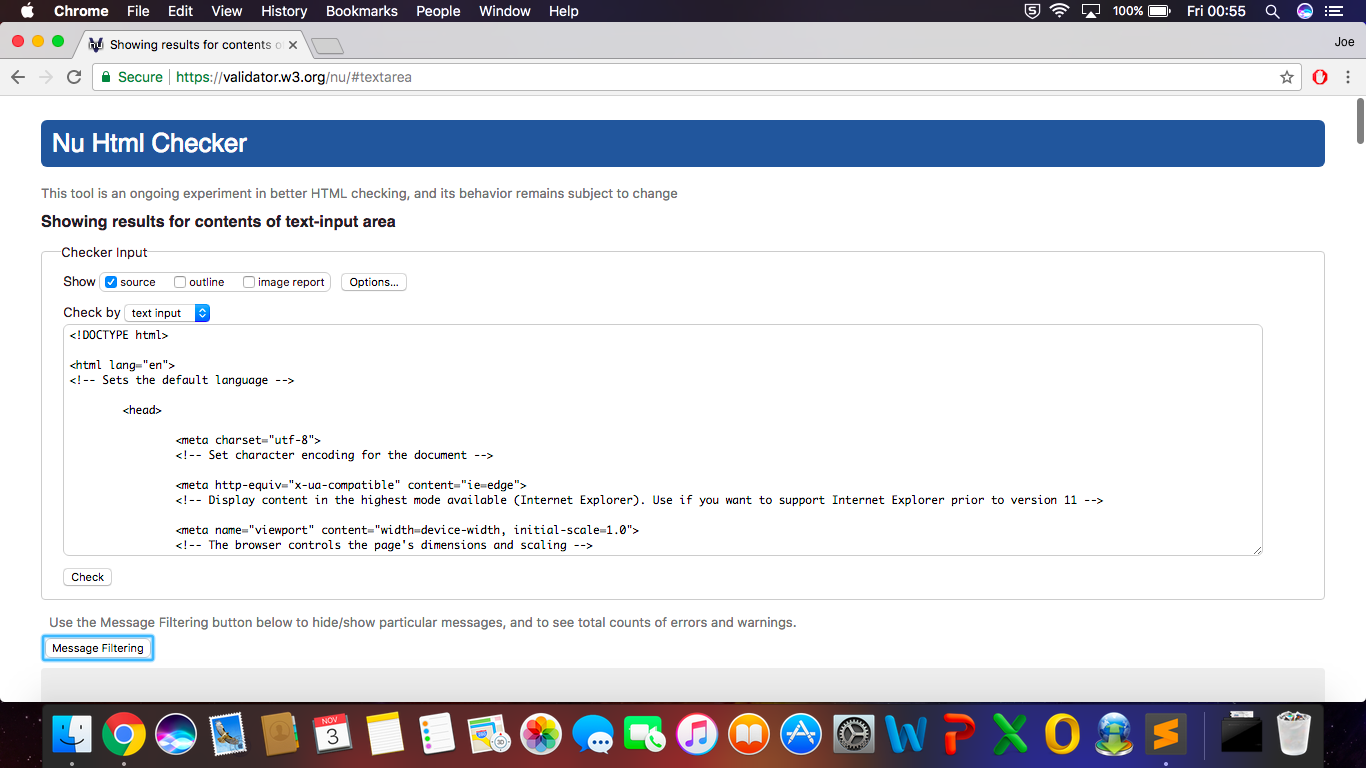 Chrome File Edit View History Bookmarks People Window Help 100% Fri 00:55
nu Showing results for contents o Joe
Secure https://validator.w3.org/nu/#textarea
Nu Html Checker
This tool is an ongoing experiment in better HTML checking, and its behavior remains subject to change
Showing results for contents of text-input area
Checker Input
Show source outline image report Options...
Check by text input
<!DOCTYPE html>
<html lang="en">
<!-- Sets the default language -->
<head>
<meta charset="utf-8">
<!-- Set character encoding for the document -->
<meta http-equiv="x-ua-compatible" content="ie=edge">
<!-- Display content in the highest mode available (Internet Explorer). Use if you want to support Internet Explorer prior to version 11 -->
<meta name="viewport" content="width=device-width, initial-scale=1.0">
<!-- The browser controls the page's dimensions and scaling -->
Check
Use the Message Filtering button below to hide/show particular messages, and to see total counts of errors and warnings.
Message Filtering
NOV
3